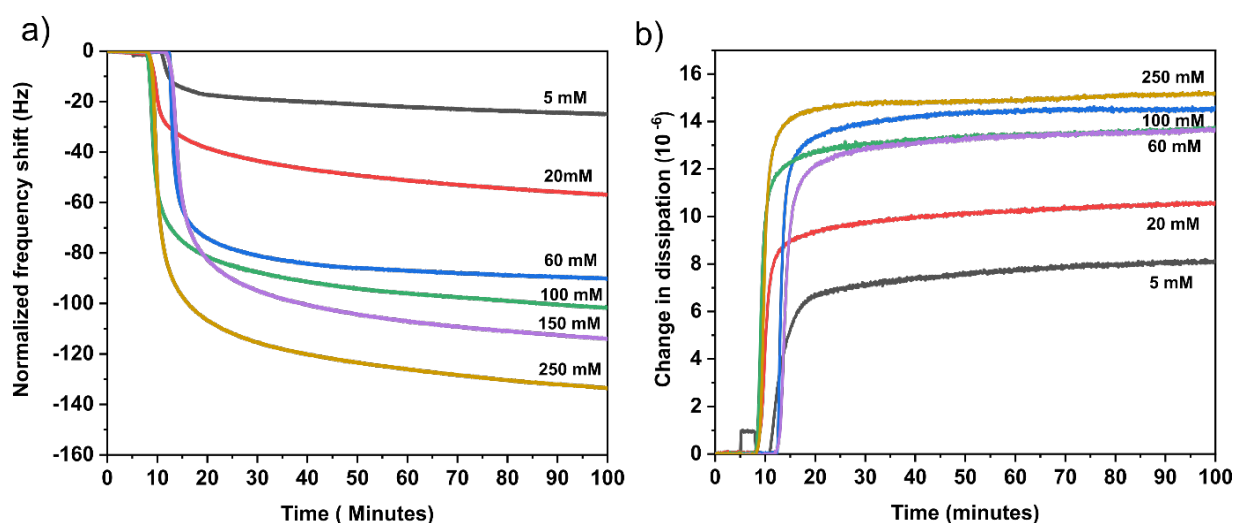 a)
Normalized frequency shift (Hz)
0
-20
-40
-60
-80
-100
-120
-140
-160
5 mM
20mM
60 mM
100 mM
150 mM
250 mM
0 10 20 30 40 50 60 70 80 90 100
Time ( Minutes)
b)
Change in dissipation (10⁻⁶)
16
14
12
10
8
6
4
2
0
250 mM
100 mM
60 mM
20 mM
5 mM
0 10 20 30 40 50 60 70 80 90 100
Time (minutes)